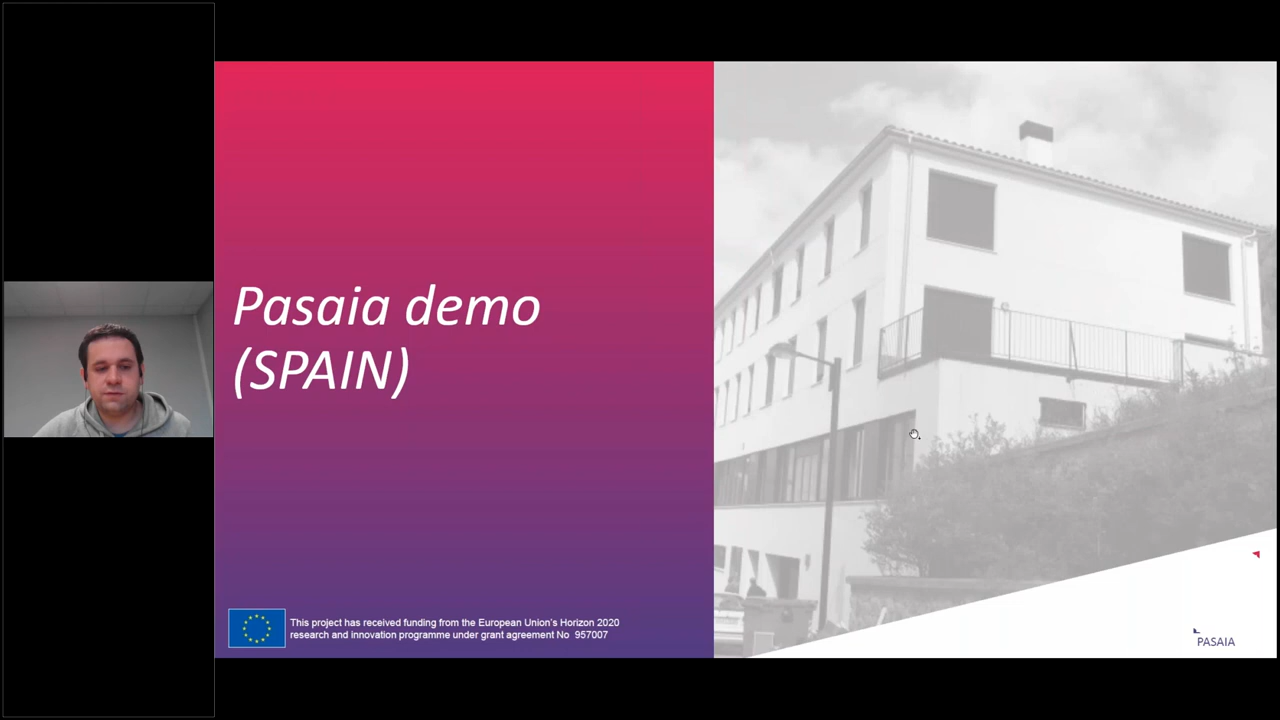 Pasaia demo
(SPAIN)
This project has received funding from the European Union's Horizon 2020
research and innovation programme under grant agreement No 957007
PASAIA